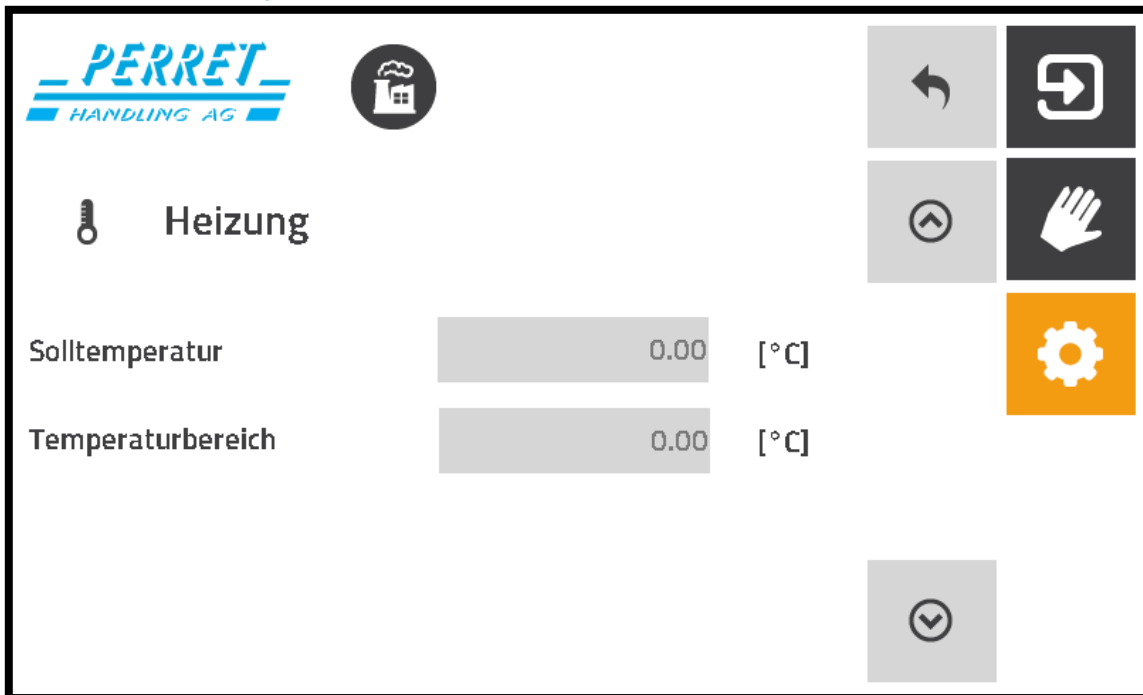 PERRET
HANDLING AG
Heizung
Solltemperatur 0.00 [°C]
Temperaturbereich 0.00 [°C]